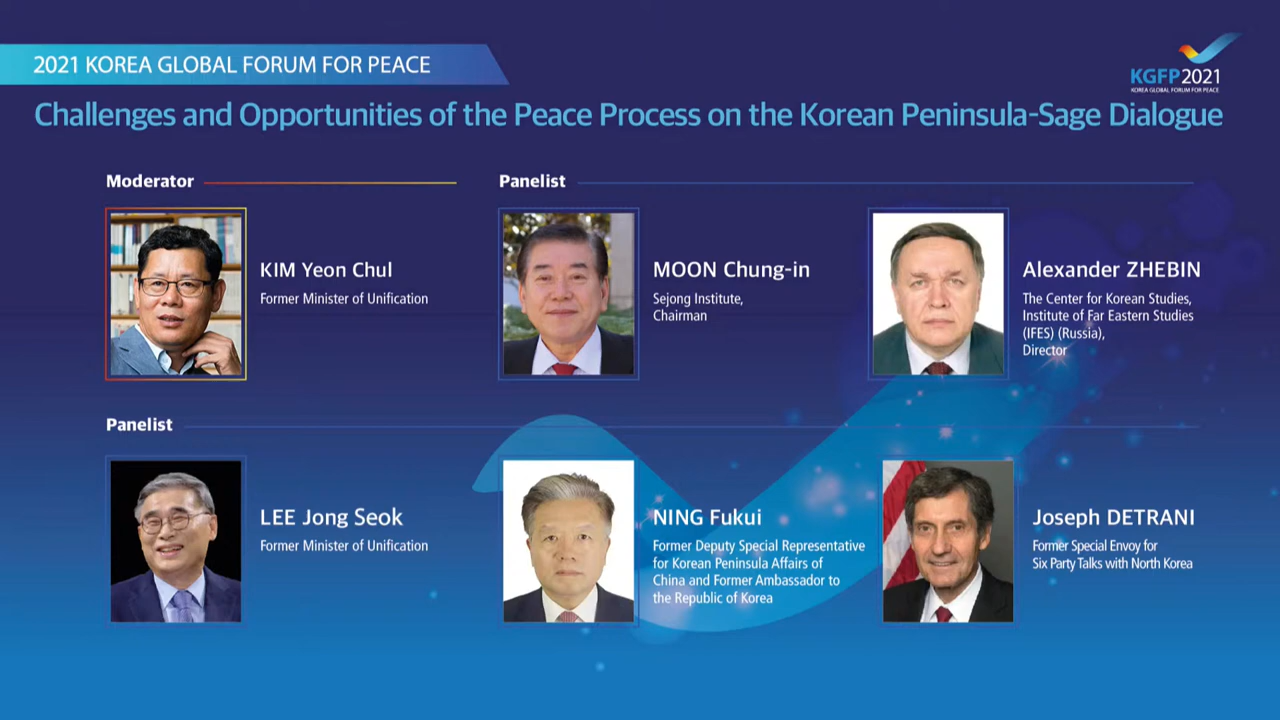 2021 KOREA GLOBAL FORUM FOR PEACE
KGFP2021
KOREA GLOBAL FORUM FOR PEACE
Challenges and Opportunities of the Peace Process on the Korean Peninsula-Sage Dialogue
Moderator
KIM Yeon Chul
Former Minister of Unification
Panelist
MOON Chung-in
Sejong Institute,
Chairman
Alexander ZHEBIN
The Center for Korean Studies,
Institute of Far Eastern Studies
(IFES) (Russia),
Director
Panelist
LEE Jong Seok
Former Minister of Unification
NING Fukui
Former Deputy Special Representative
for Korean Peninsula Affairs of
China and Former Ambassador to
the Republic of Korea
Joseph DETRANI
Former Special Envoy for
Six Party Talks with North Korea